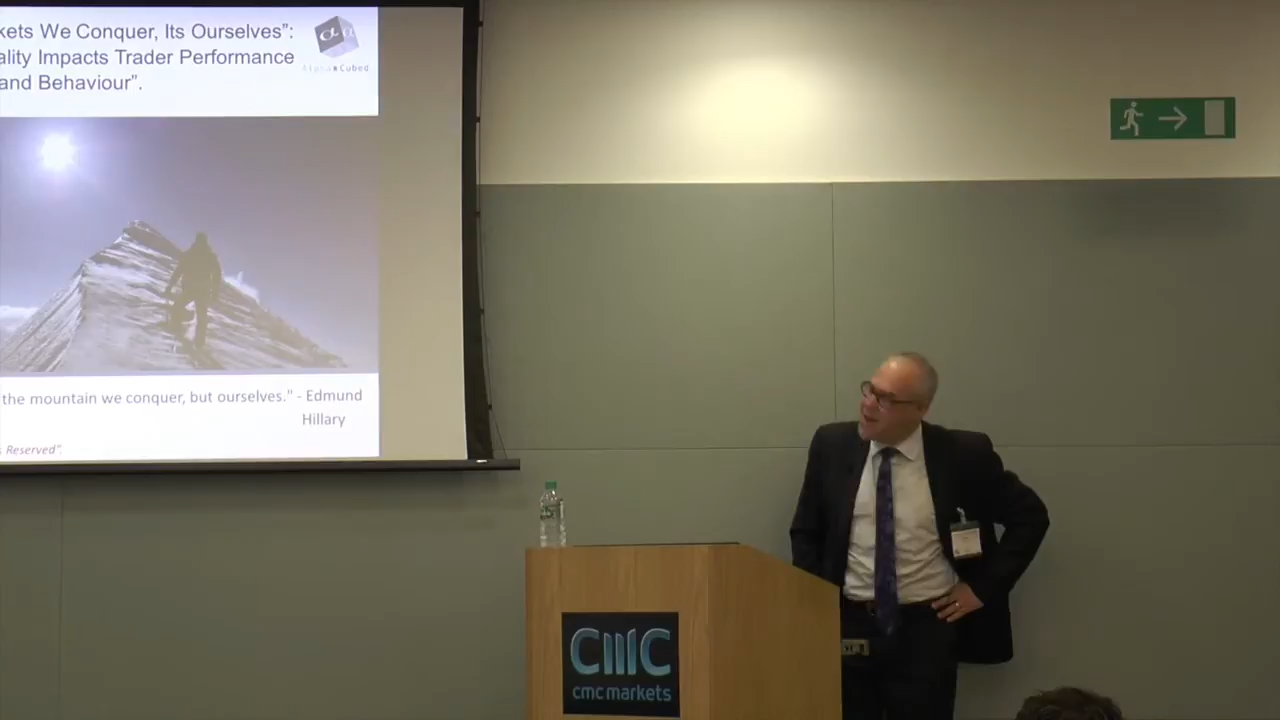 kets We Conquer, Its Ourselves":
ality Impacts Trader Performance
and Behaviour".
Alpha Cubed
the mountain we conquer, but ourselves." - Edmund
Hillary
s Reserved".
CMC
cmc markets